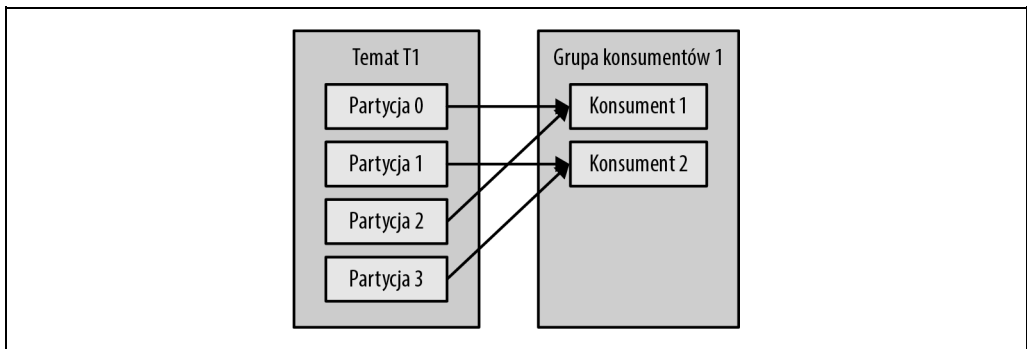 Temat T1
Partycja 0
Partycja 1
Partycja 2
Partycja 3
Grupa konsumentów 1
Konsument 1
Konsument 2